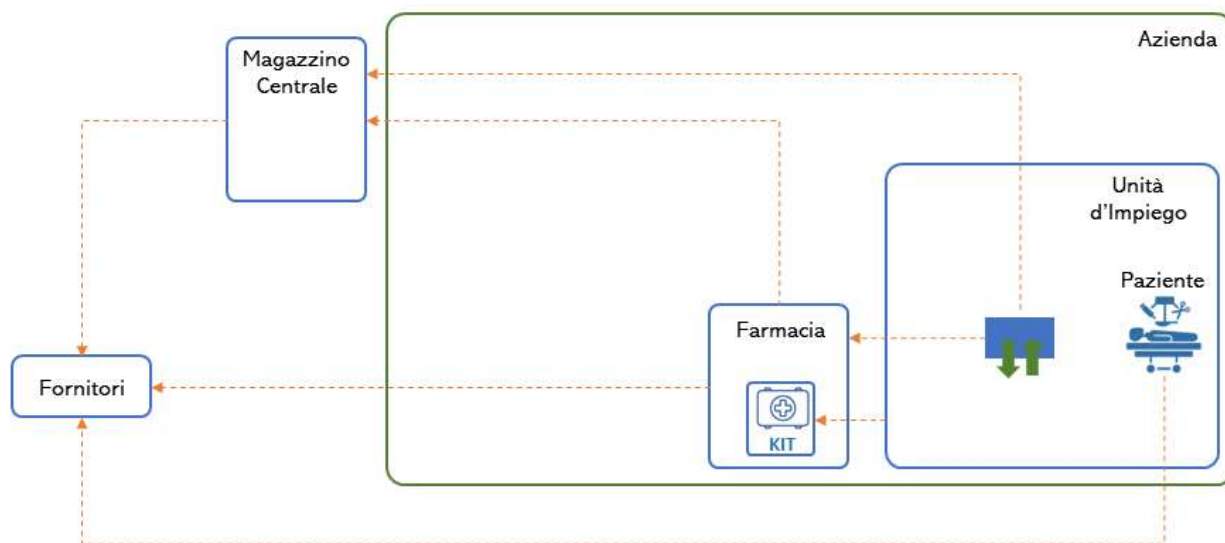 Azienda
Magazzino
Centrale
Unità
d'Impiego
Paziente
Farmacia
Fornitori
KIT